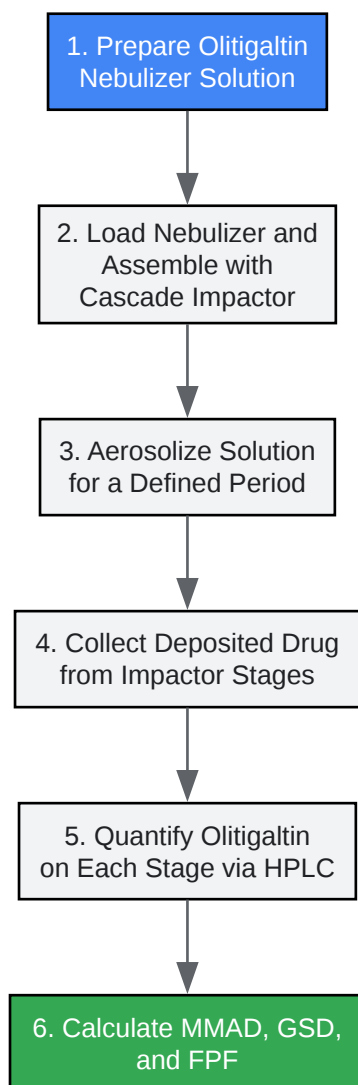 1. Prepare Olitigaltin
Nebulizer Solution
2. Load Nebulizer and
Assemble with
Cascade Impactor
3. Aerosolize Solution
for a Defined Period
4. Collect Deposited Drug
from Impactor Stages
5. Quantify Olitigaltin
on Each Stage via HPLC
6. Calculate MMAD, GSD,
and FPF